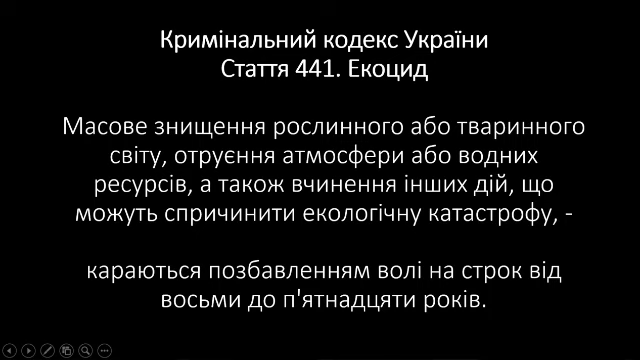 Кримінальний кодекс України
Стаття 441. Екоцид
Масове знищення рослинного або тваринного
світу, отруєння атмосфери або водних
ресурсів, а також вчинення інших дій, що
можуть спричинити екологічну катастрофу, -
караються позбавленням волі на строк від
восьми до п'ятнадцяти років.